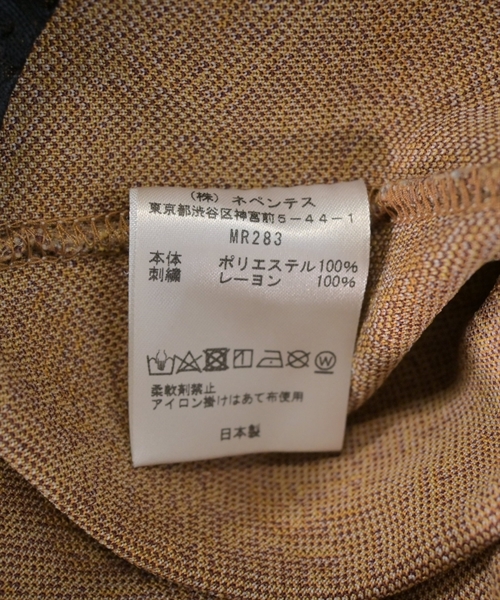 (株) ネペンテス
東京都渋谷区神宮前5-44-1
MR283
本体 ポリエステル100%
刺繍 レーヨン 100%
W
柔軟剤禁止
アイロン掛けはあて布使用
日本製